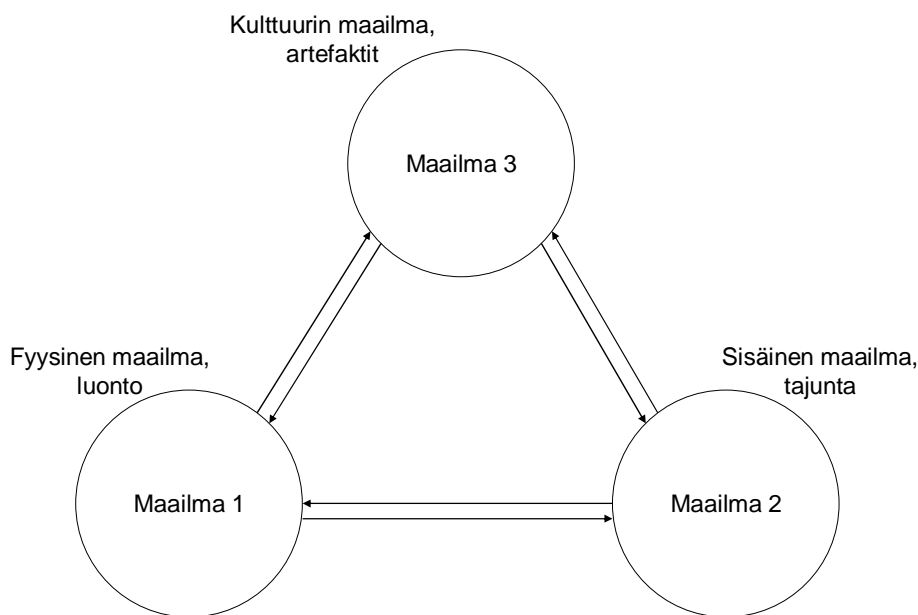 Kulttuurin maailma,
artefaktit
Maailma 3
Fyysinen maailma,
luonto
Sisäinen maailma,
tajunta
Maailma 1
Maailma 2